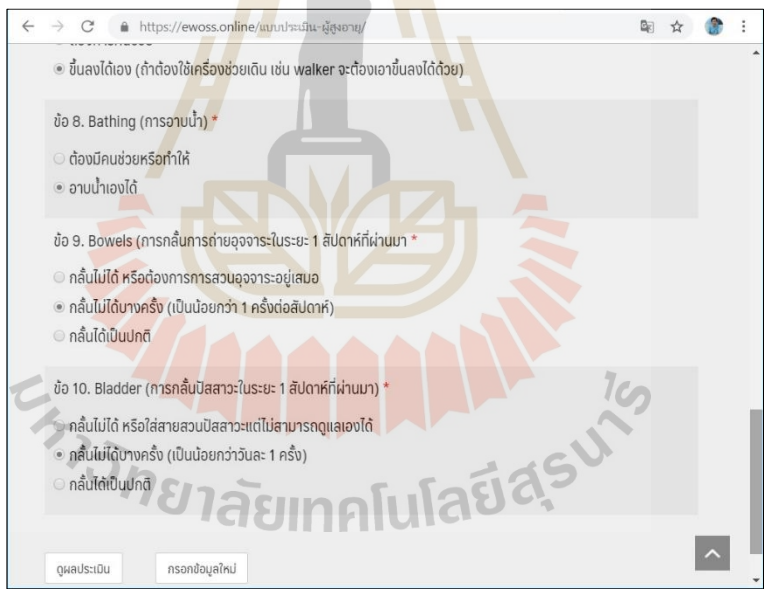 https://ewoss.online/แบบประเมิน-ผู้สูงอายุ/
ขึ้นลงได้เอง (ถ้าต้องใช้เครื่องช่วยเดิน เช่น walker จะต้องเอาขึ้นลงได้ด้วย)
ข้อ 8. Bathing (การอาบน้ำ) *
ต้องมีคนช่วยหรือทำให้
อาบน้ำเองได้
ข้อ 9. Bowels (การกลั้นการถ่ายอุจจาระในระยะ 1 สัปดาห์ที่ผ่านมา *
กลั้นไม่ได้ หรือต้องการการสวนอุจจาระอยู่เสมอ
กลั้นไม่ได้บางครั้ง (เป็นน้อยกว่า 1 ครั้งต่อสัปดาห์)
กลั้นได้เป็นปกติ
ข้อ 10. Bladder (การกลั้นปัสสาวะในระยะ 1 สัปดาห์ที่ผ่านมา) *
กลั้นไม่ได้ หรือใส่สายสวนปัสสาวะแต่ไม่สามารถดูแลเองได้
กลั้นไม่ได้บางครั้ง (เป็นน้อยกว่าวันละ 1 ครั้ง)
กลั้นได้เป็นปกติ
มหาวิทยาลัยเทคโนโลยีสุรนารี
ดูผลประเมิน
กรอกข้อมูลใหม่